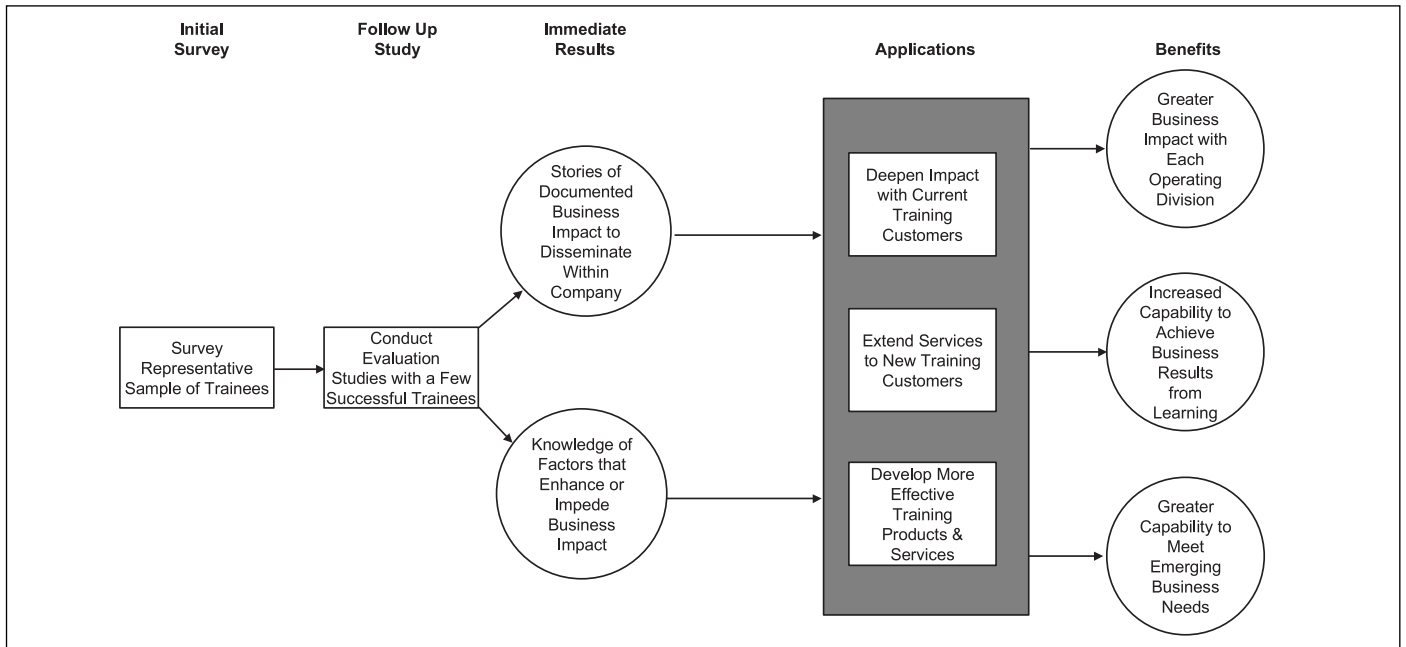 Initial
Survey
Follow Up
Study
Immediate
Results
Applications
Benefits
Survey
Representative
Sample of Trainees
Conduct
Evaluation
Studies with a Few
Successful Trainees
Stories of
Documented
Business
Impact to
Disseminate
Within
Company
Knowledge of
Factors that
Enhance or
Impede
Business
Impact
Deepen Impact
with Current
Training
Customers
Extend Services
to New Training
Customers
Develop More
Effective
Training
Products &
Services
Greater
Business
Impact with
Each
Operating
Division
Increased
Capability to
Achieve
Business
Results
from
Learning
Greater
Capability to
Meet
Emerging
Business
Needs